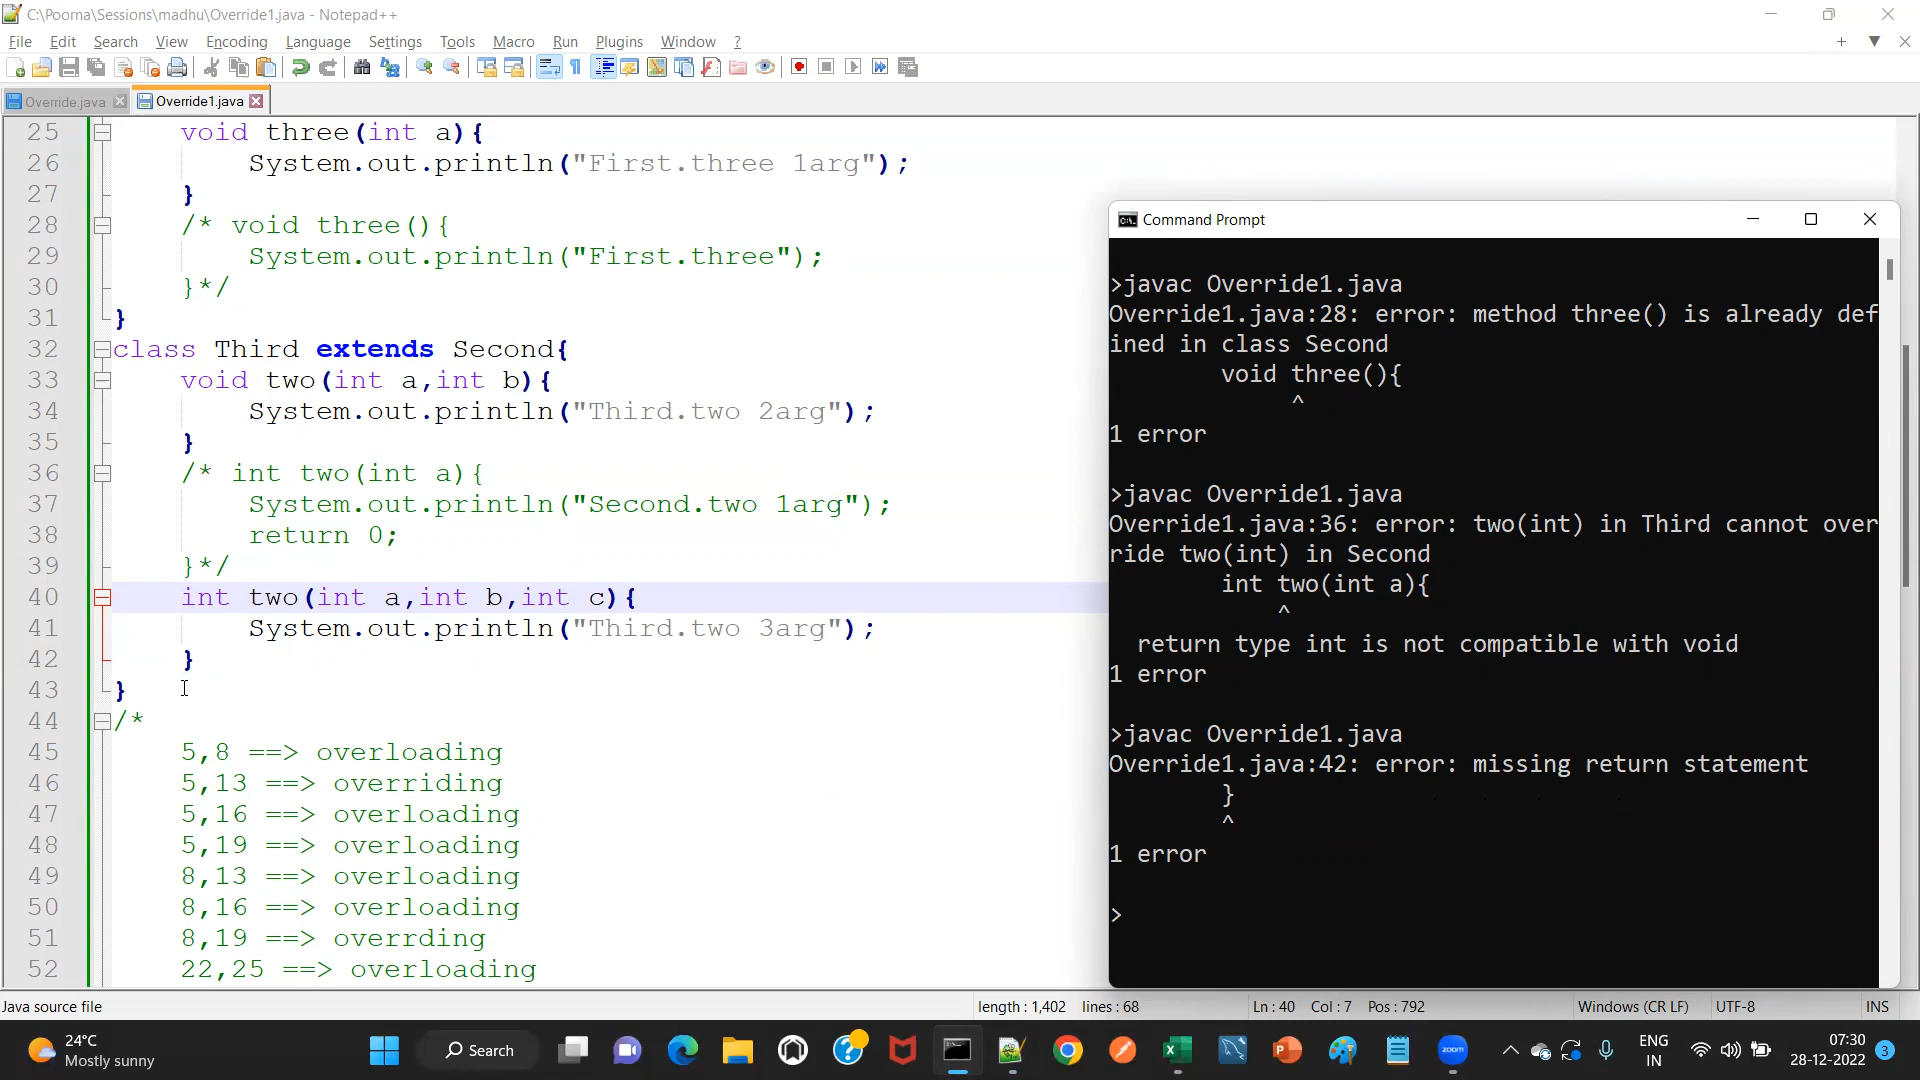 C:\Poorna\Sessions\madhu\Override1.java - Notepad++
File Edit Search View Encoding Language Settings Tools Macro Run Plugins Window ?
Override.java Override1.java
25 void three(int a){
26 System.out.println("First.three 1arg");
27 }
28 /* void three(){
29 System.out.println("First.three");
30 }*/
31 }
32 class Third extends Second{
33 void two(int a,int b){
34 System.out.println("Third.two 2arg");
35 }
36 /* int two(int a){
37 System.out.println("Second.two 1arg");
38 return 0;
39 }*/
40 int two(int a,int b,int c){
41 System.out.println("Third.two 3arg");
42 }
43 }
44 /*
45 5,8 ==> overloading
46 5,13 ==> overriding
47 5,16 ==> overloading
48 5,19 ==> overloading
49 8,13 ==> overloading
50 8,16 ==> overloading
51 8,19 ==> overrding
52 22,25 ==> overloading
Command Prompt
>javac Override1.java
Override1.java:28: error: method three() is already def
ined in class Second
void three(){
^
1 error
>javac Override1.java
Override1.java:36: error: two(int) in Third cannot over
ride two(int) in Second
int two(int a){
^
return type int is not compatible with void
1 error
>javac Override1.java
Override1.java:42: error: missing return statement
}
^
1 error
>
Java source file length : 1,402 lines : 68 Ln : 40 Col : 7 Pos : 792 Windows (CR LF) UTF-8 INS
24°C
Mostly sunny
Search
zoom
ENG
IN
07:30
28-12-2022
3